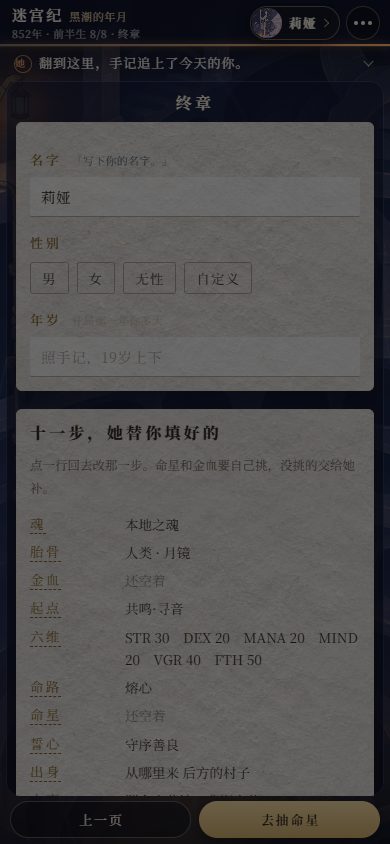 迷宫纪 黑潮的年月
莉娅
852年 · 前半生 8/8 · 终章
她 翻到这里，手记追上了今天的你。
终章
名字 「写下你的名字。」
莉娅
性别
男 女 无性 自定义
年岁
照手记，19岁上下
十一步，她替你填好的
点一行回去改那一步。命星和金血要自己挑，没挑的交给她
补。
魂 本地之魂
胎骨 人类 · 月镜
金血 还空着
起点 共鸣·寻音
六维 STR 30 DEX 20 MANA 20 MIND
20 VGR 40 FTH 50
命路 熔心
命星 还空着
誓心 守序善良
出身 从哪里来 后方的村子
上一页 去抽命星